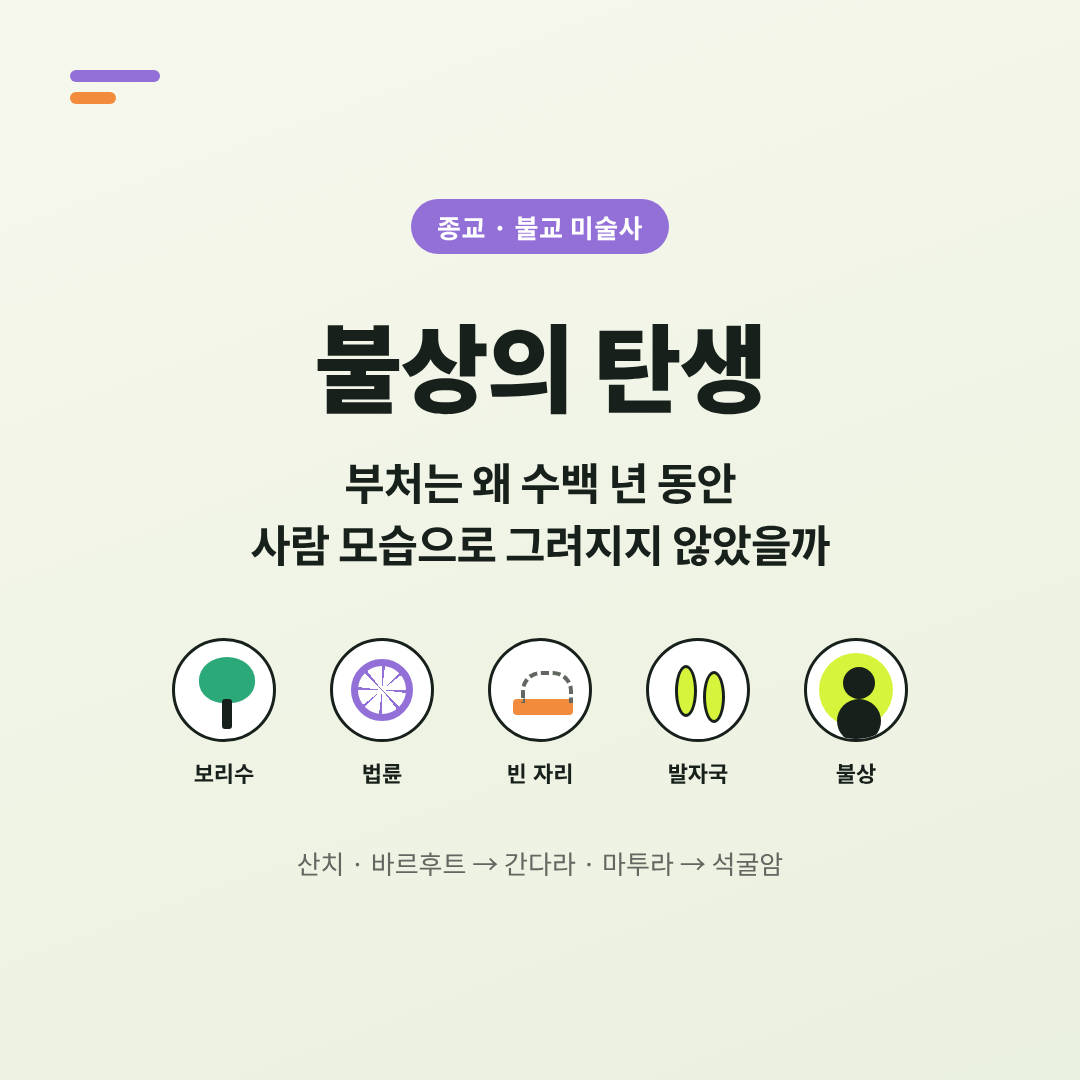 종교 · 불교 미술사
불상의 탄생
부처는 왜 수백 년 동안
사람 모습으로 그려지지 않았을까
보리수 법륜 빈 자리 발자국 불상
산치 · 바르후트 → 간다라 · 마투라 → 석굴암